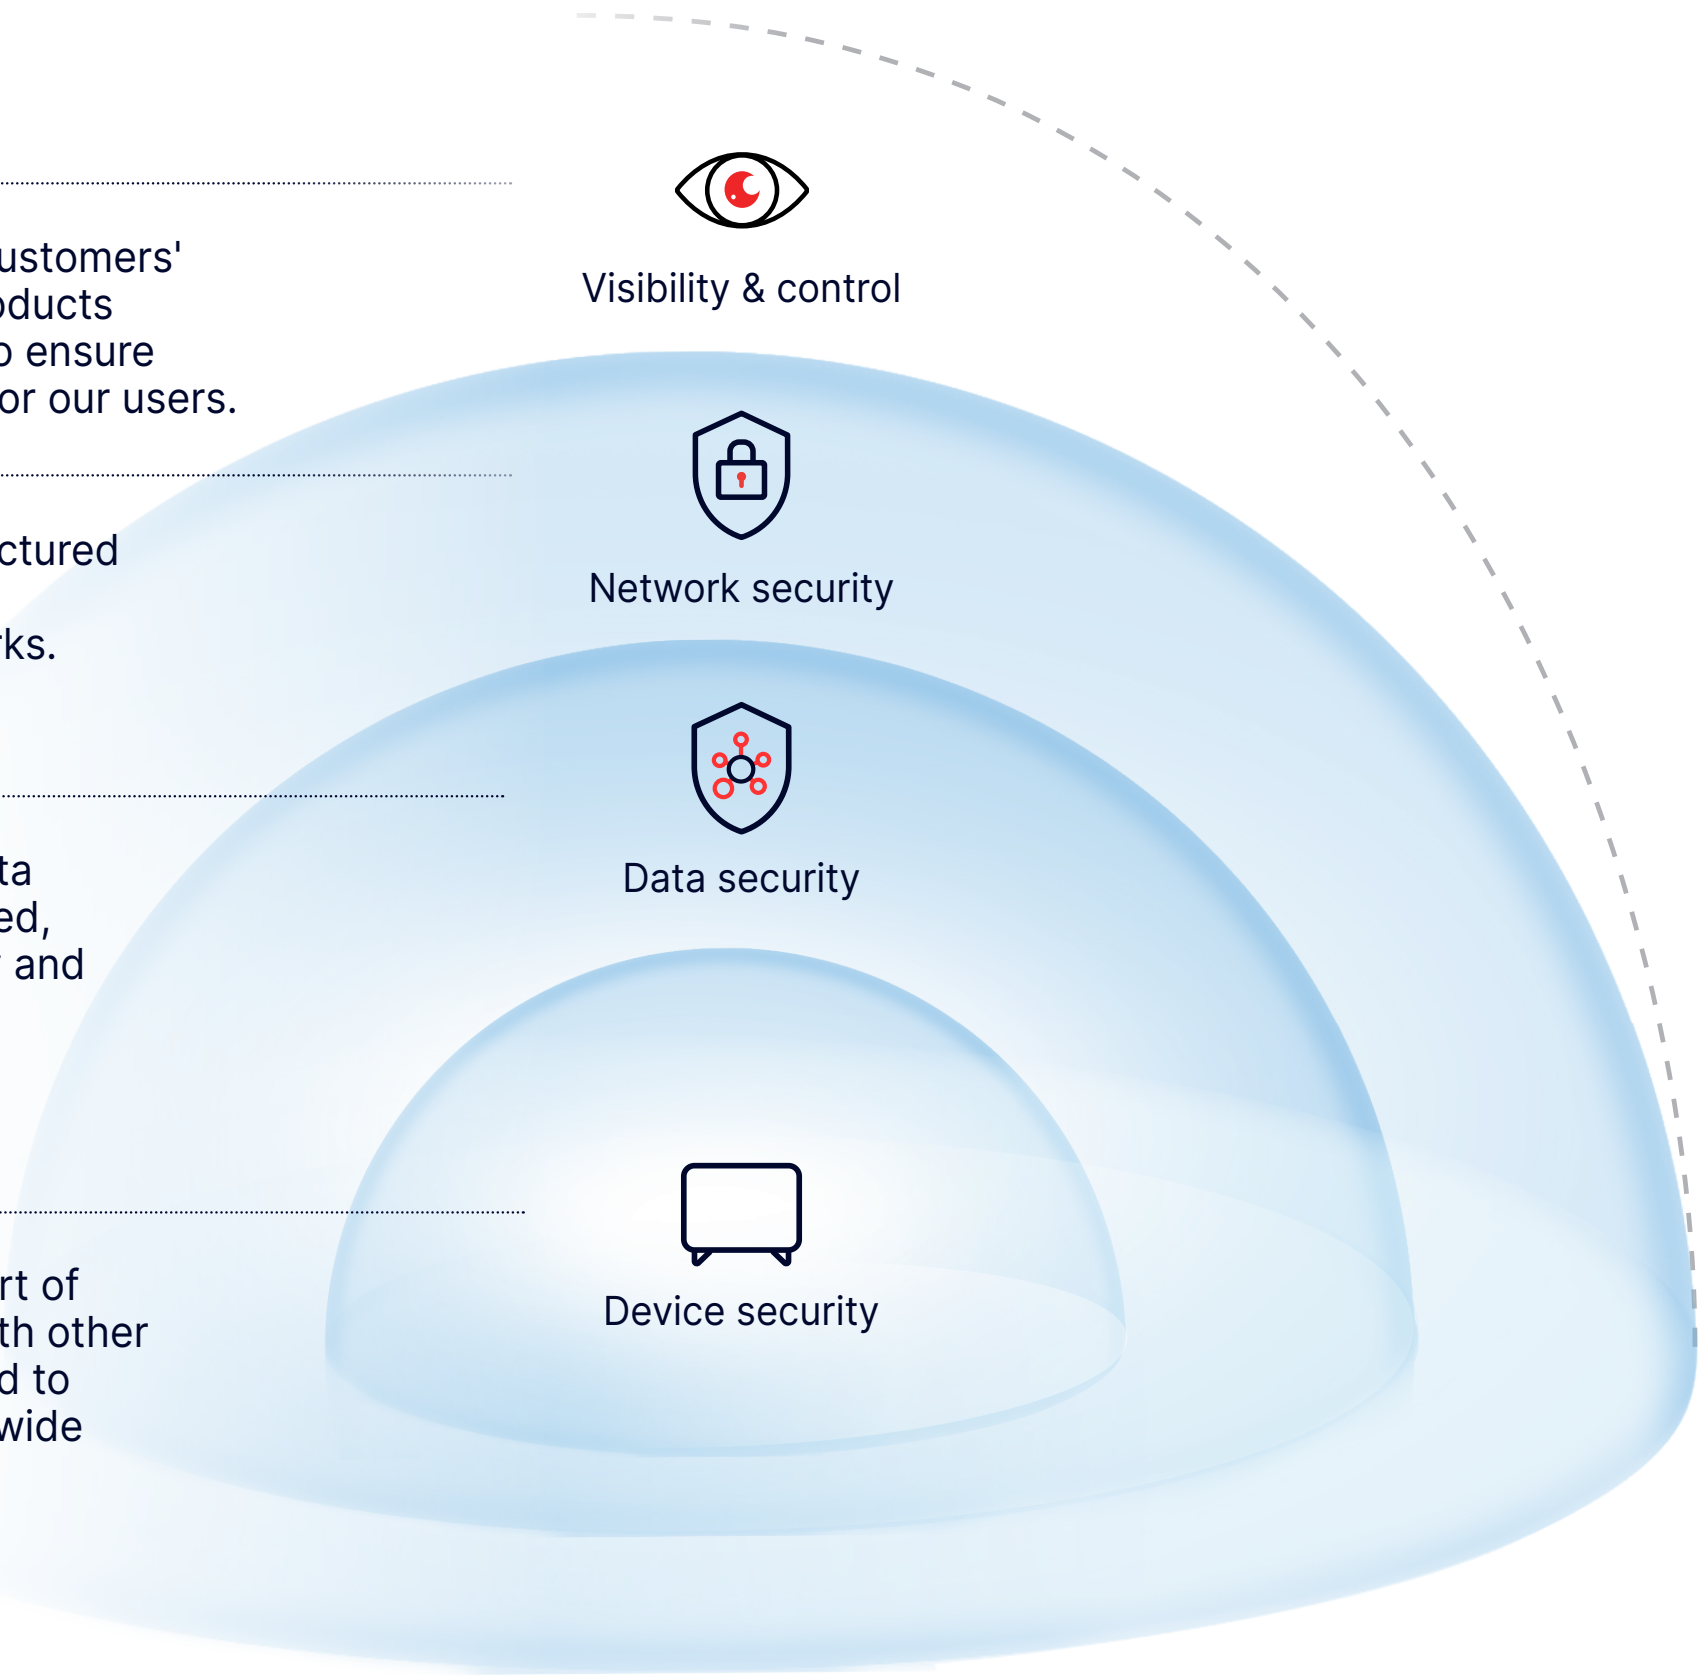 Visibility & control
ustomers'
oducts
o ensure
or our users.
Network security
ctured
rks.
Data security
ta
ed,
and
Device security
rt of
th other
d to
wide